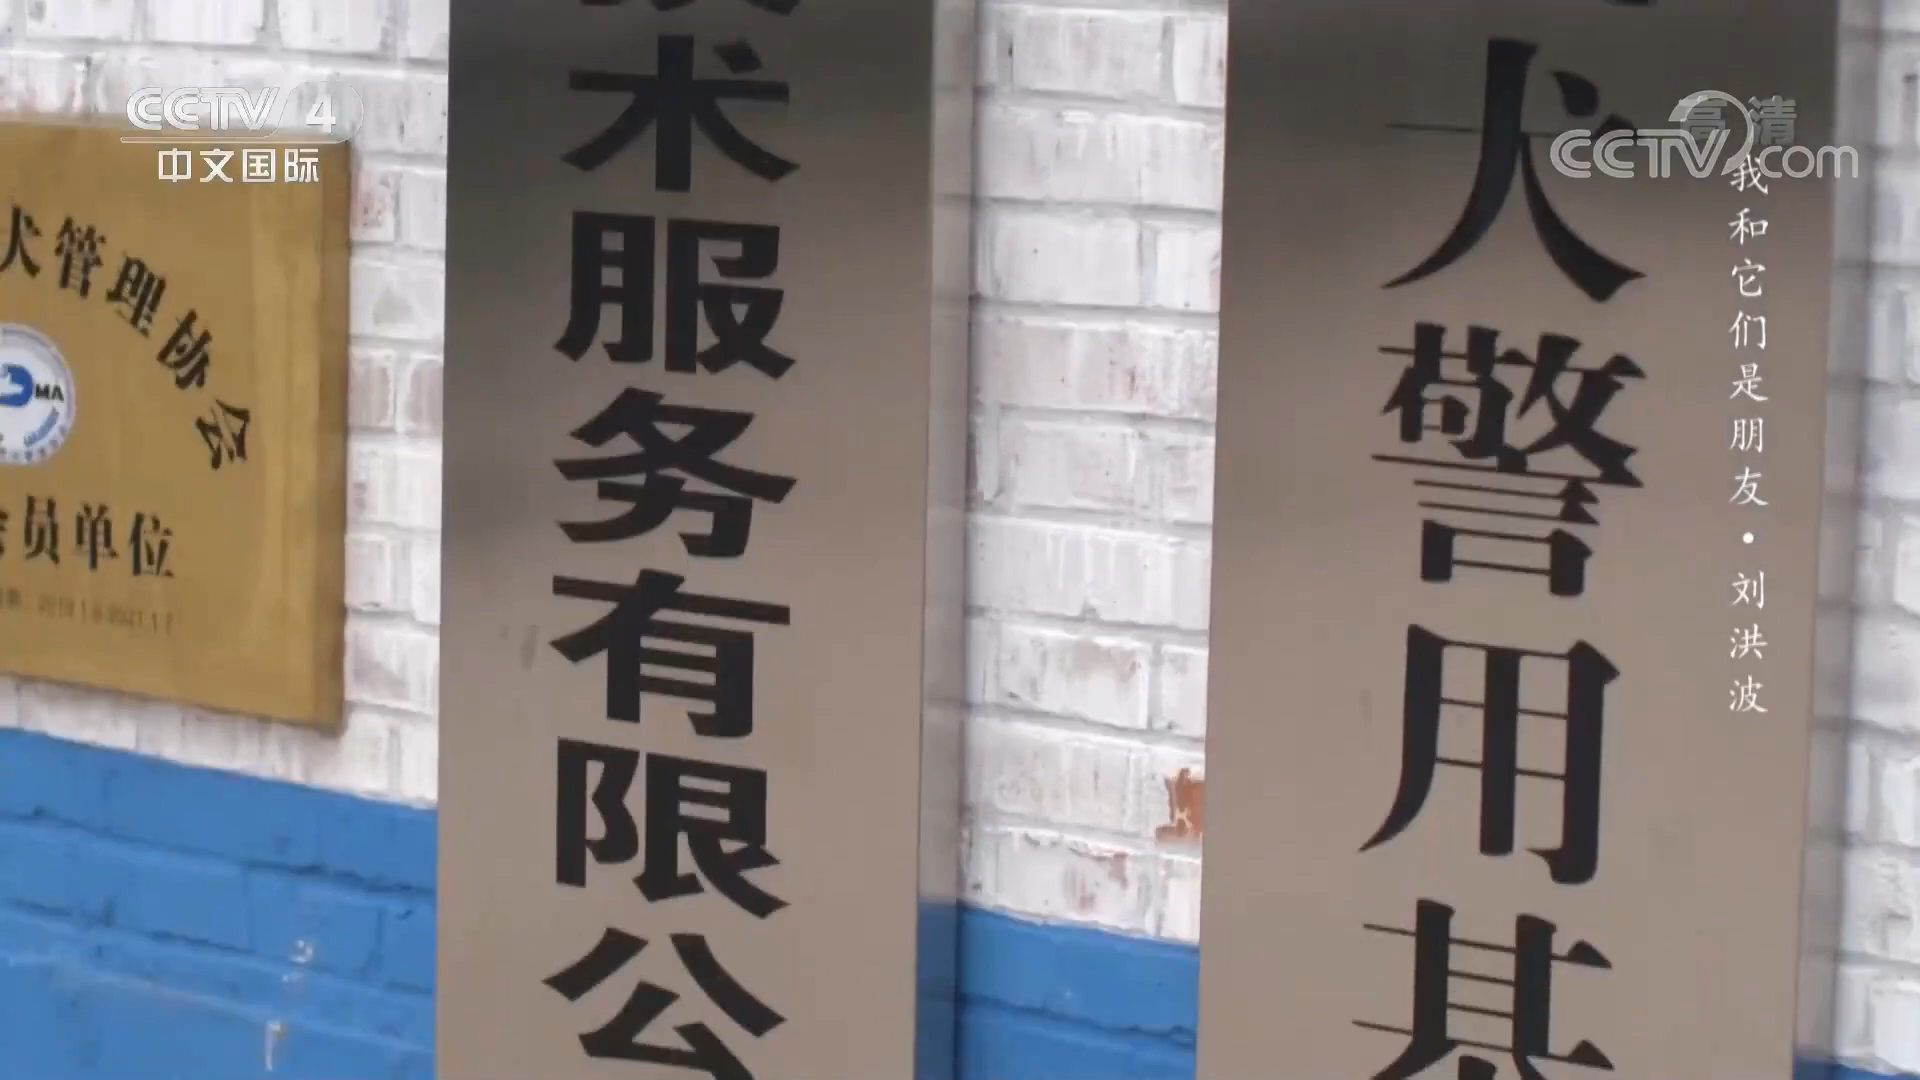 CCTV 4
中文国际
高清
CCTV.com
我和它们是朋友·刘洪波
犬管理协会
MA
会员单位
术服务有限公
犬警用基